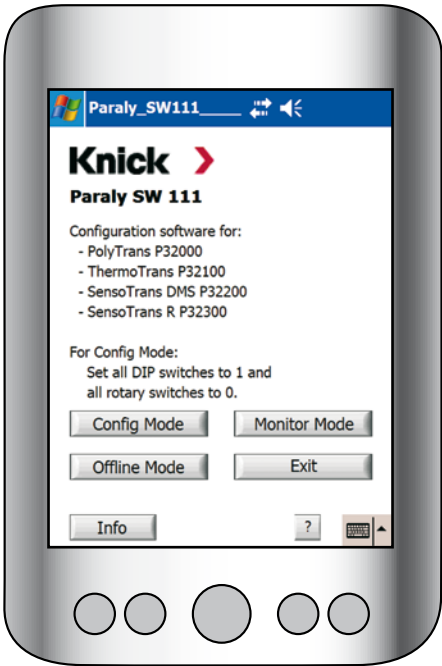 Paraly_SW111____
Knick
Paraly SW 111
Configuration software for:
- PolyTrans P32000
- ThermoTrans P32100
- SensoTrans DMS P32200
- SensoTrans R P32300
For Config Mode:
Set all DIP switches to 1 and
all rotary switches to 0.
Config Mode Monitor Mode
Offline Mode Exit
Info ?